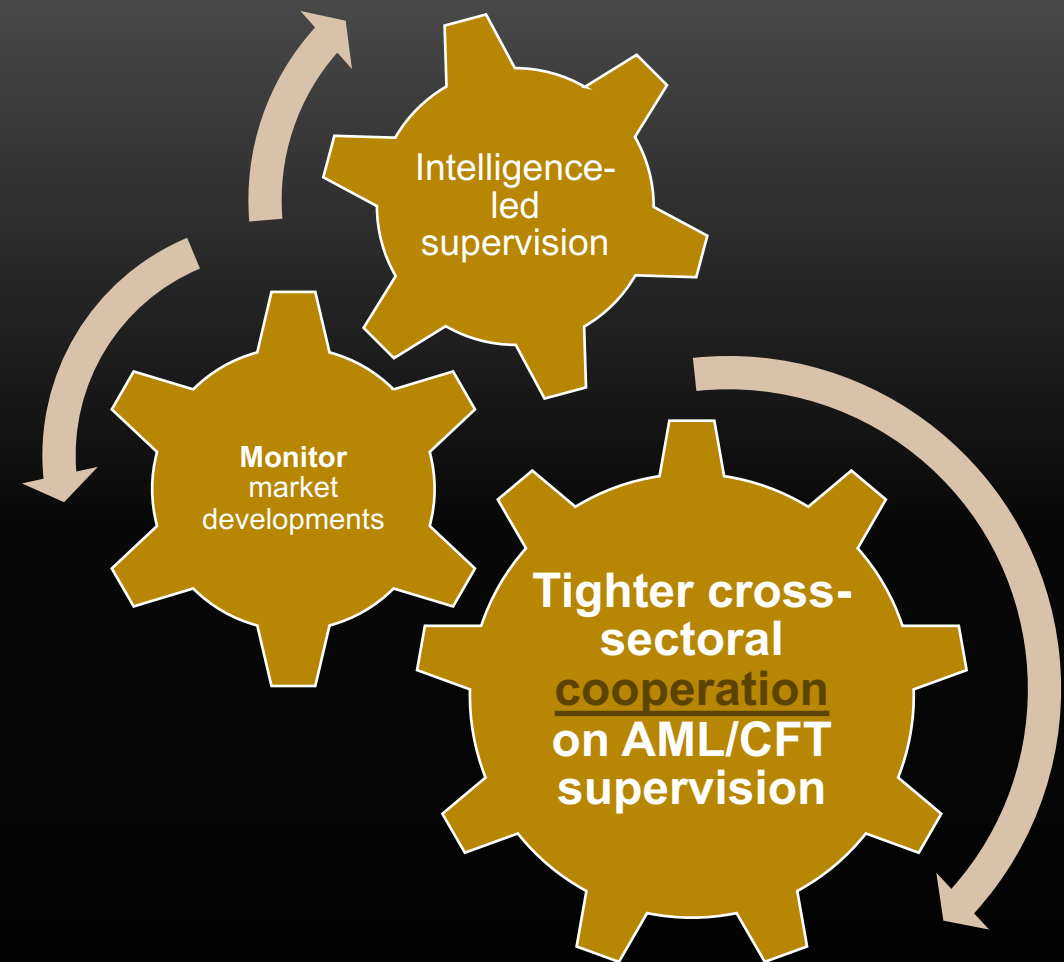 Intelligence-
led
supervision
Monitor
market
developments
Tighter cross-
sectoral
cooperation
on AML/CFT
supervision